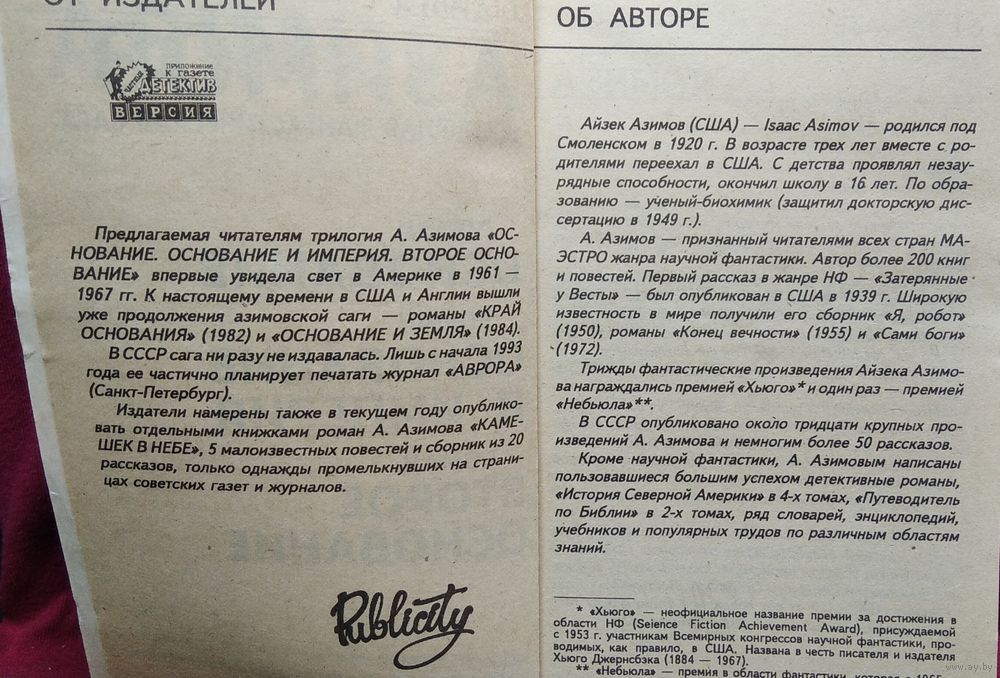 ОТ ИЗДАТЕЛЕЙ
ПРИЛОЖЕНИЕ
К ГАЗЕТЕ
ЧАСТНЫЙ
ДЕТЕКТИВ
ВЕРСИЯ
Предлагаемая читателям трилогия А. Азимова «ОС-
НОВАНИЕ. ОСНОВАНИЕ И ИМПЕРИЯ. ВТОРОЕ ОСНО-
ВАНИЕ» впервые увидела свет в Америке в 1961 —
1967 гг. К настоящему времени в США и Англии вышли
уже продолжения азимовской саги — романы «КРАЙ
ОСНОВАНИЯ» (1982) и «ОСНОВАНИЕ И ЗЕМЛЯ» (1984).
В СССР сага ни разу не издавалась. Лишь с начала 1993
года ее частично планирует печатать журнал «АВРОРА»
(Санкт-Петербург).
Издатели намерены также в текущем году опублико-
вать отдельными книжками роман А. Азимова «КАМЕ-
ШЕК В НЕБЕ», 5 малоизвестных повестей и сборник из 20
рассказов, только однажды промелькнувших на страни-
цах советских газет и журналов.
Publicity
ОБ АВТОРЕ
Айзек Азимов (США) — Isaac Asimov — родился под
Смоленском в 1920 г. В возрасте трех лет вместе с ро-
дителями переехал в США. С детства проявлял незау-
рядные способности, окончил школу в 16 лет. По обра-
зованию — ученый-биохимик (защитил докторскую дис-
сертацию в 1949 г.).
А. Азимов — признанный читателями всех стран МА-
ЭСТРО жанра научной фантастики. Автор более 200 книг
и повестей. Первый рассказ в жанре НФ — «Затерянные
у Весты» — был опубликован в США в 1939 г. Широкую
известность в мире получили его сборник «Я, робот»
(1950), романы «Конец вечности» (1955) и «Сами боги»
(1972).
Трижды фантастические произведения Айзека Азимо-
ва награждались премией «Хьюго»* и один раз — премией
«Небьюла»**.
В СССР опубликовано около тридцати крупных про-
изведений А. Азимова и немногим более 50 рассказов.
Кроме научной фантастики, А. Азимовым написаны
пользовавшиеся большим успехом детективные романы,
«История Северной Америки» в 4-х томах, «Путеводитель
по Библии» в 2-х томах, ряд словарей, энциклопедий,
учебников и популярных трудов по различным областям
знаний.
* «Хьюго» — неофициальное название премии за достижения в
области НФ (Seience Fiction Achievement Award), присуждаемой
с 1953 г. участникам Всемирных конгрессов научной фантастики, про-
водимых, как правило, в США. Названа в честь писателя и издателя
Хьюго Джернсбэка (1884 — 1967).
** «Небьюла» — премия в области фантастики, которая с 1965
www.ay.by